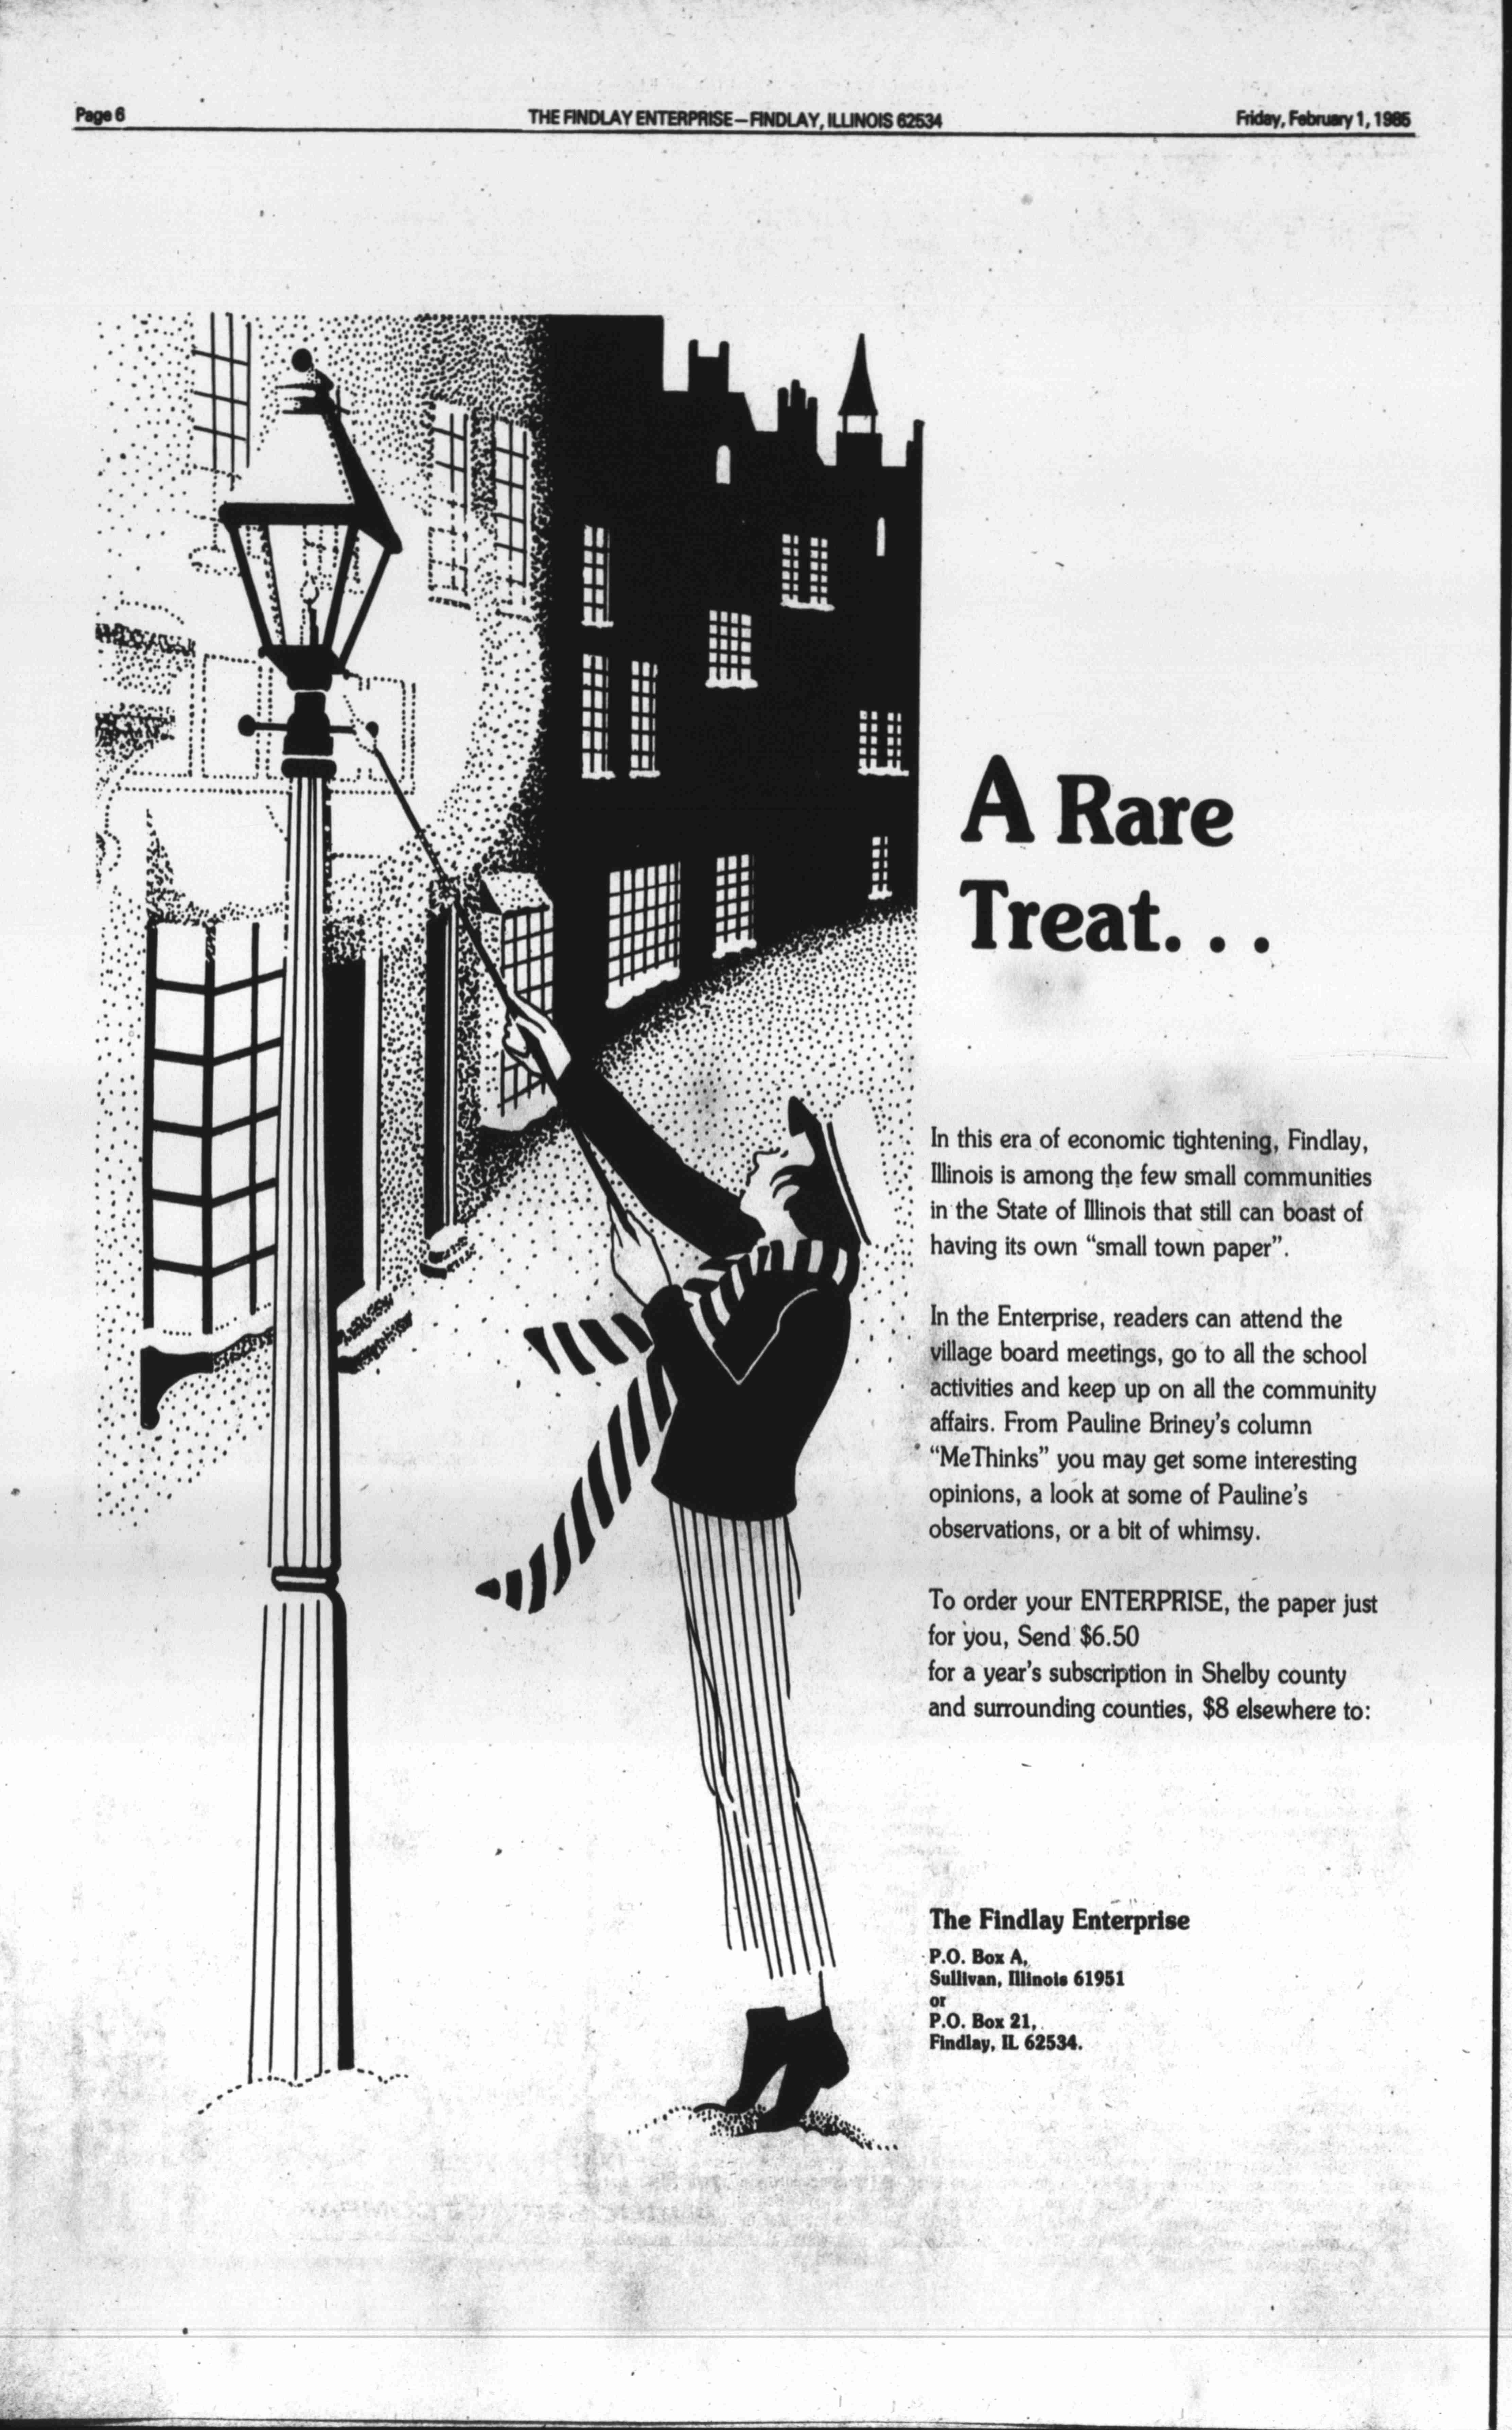 Page 6
THE FINDLAY ENTERPRISE—FINDLAY, ILLINOIS 62534
Friday, February 1, 1985
A Rare
Treat. . .
In this era of economic tightening, Findlay,
Illinois is among the few small communities
in the State of Illinois that still can boast of
having its own “small town paper”.
In the Enterprise, readers can attend the
village board meetings, go to all the school
activities and keep up on all the community
affairs. From Pauline Briney’s column
“MeThinks” you may get some interesting
opinions, a look at some of Pauline’s
observations, or a bit of whimsy.
To order your ENTERPRISE, the paper just
for you, Send $6.50
for a year’s subscription in Shelby county
and surrounding counties, $8 elsewhere to:
The Findlay Enterprise
P.O. Box A,
Sullivan, Illinois 61951
or
P.O. Box 21,
Findlay, IL 62534.